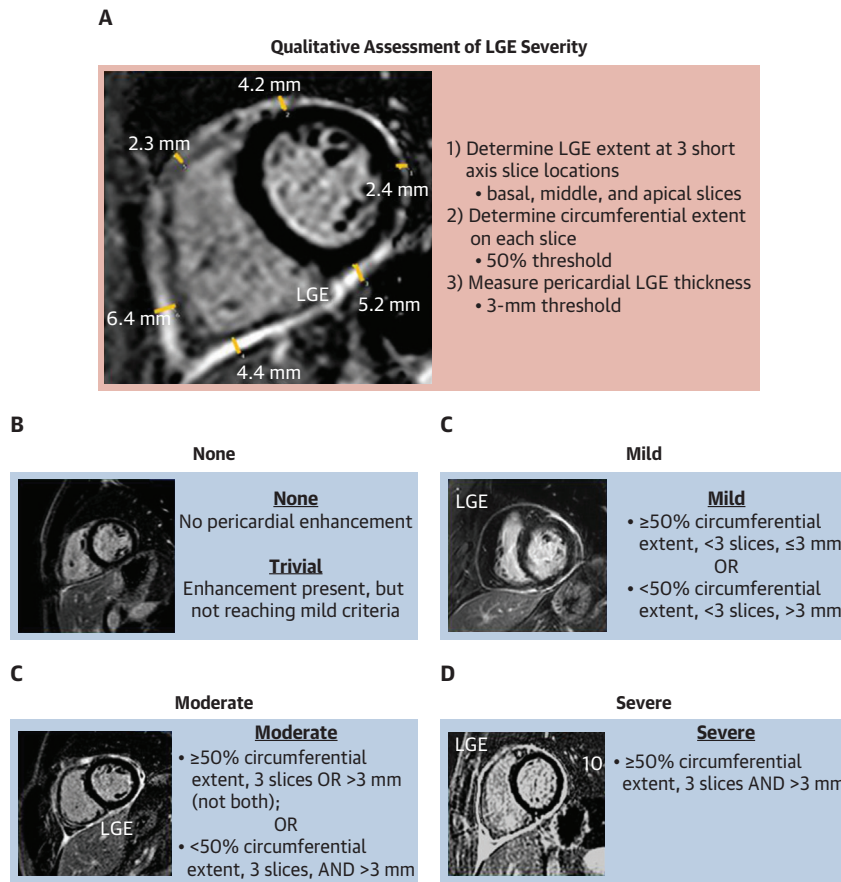 A
Qualitative Assessment of LGE Severity
4.2 mm
2.3 mm
2.4 mm
LGE
5.2 mm
6.4 mm
4.4 mm
1) Determine LGE extent at 3 short
axis slice locations
• basal, middle, and apical slices
2) Determine circumferential extent
on each slice
• 50% threshold
3) Measure pericardial LGE thickness
• 3-mm threshold
B
None
None
No pericardial enhancement
Trivial
Enhancement present, but
not reaching mild criteria
C
Mild
LGE
Mild
• ≥50% circumferential
extent, <3 slices, ≤3 mm
OR
• <50% circumferential
extent, <3 slices, >3 mm
C
Moderate
LGE
Moderate
• ≥50% circumferential
extent, 3 slices OR >3 mm
(not both);
OR
• <50% circumferential
extent, 3 slices, AND >3 mm
D
Severe
LGE
10
Severe
• ≥50% circumferential
extent, 3 slices AND >3 mm